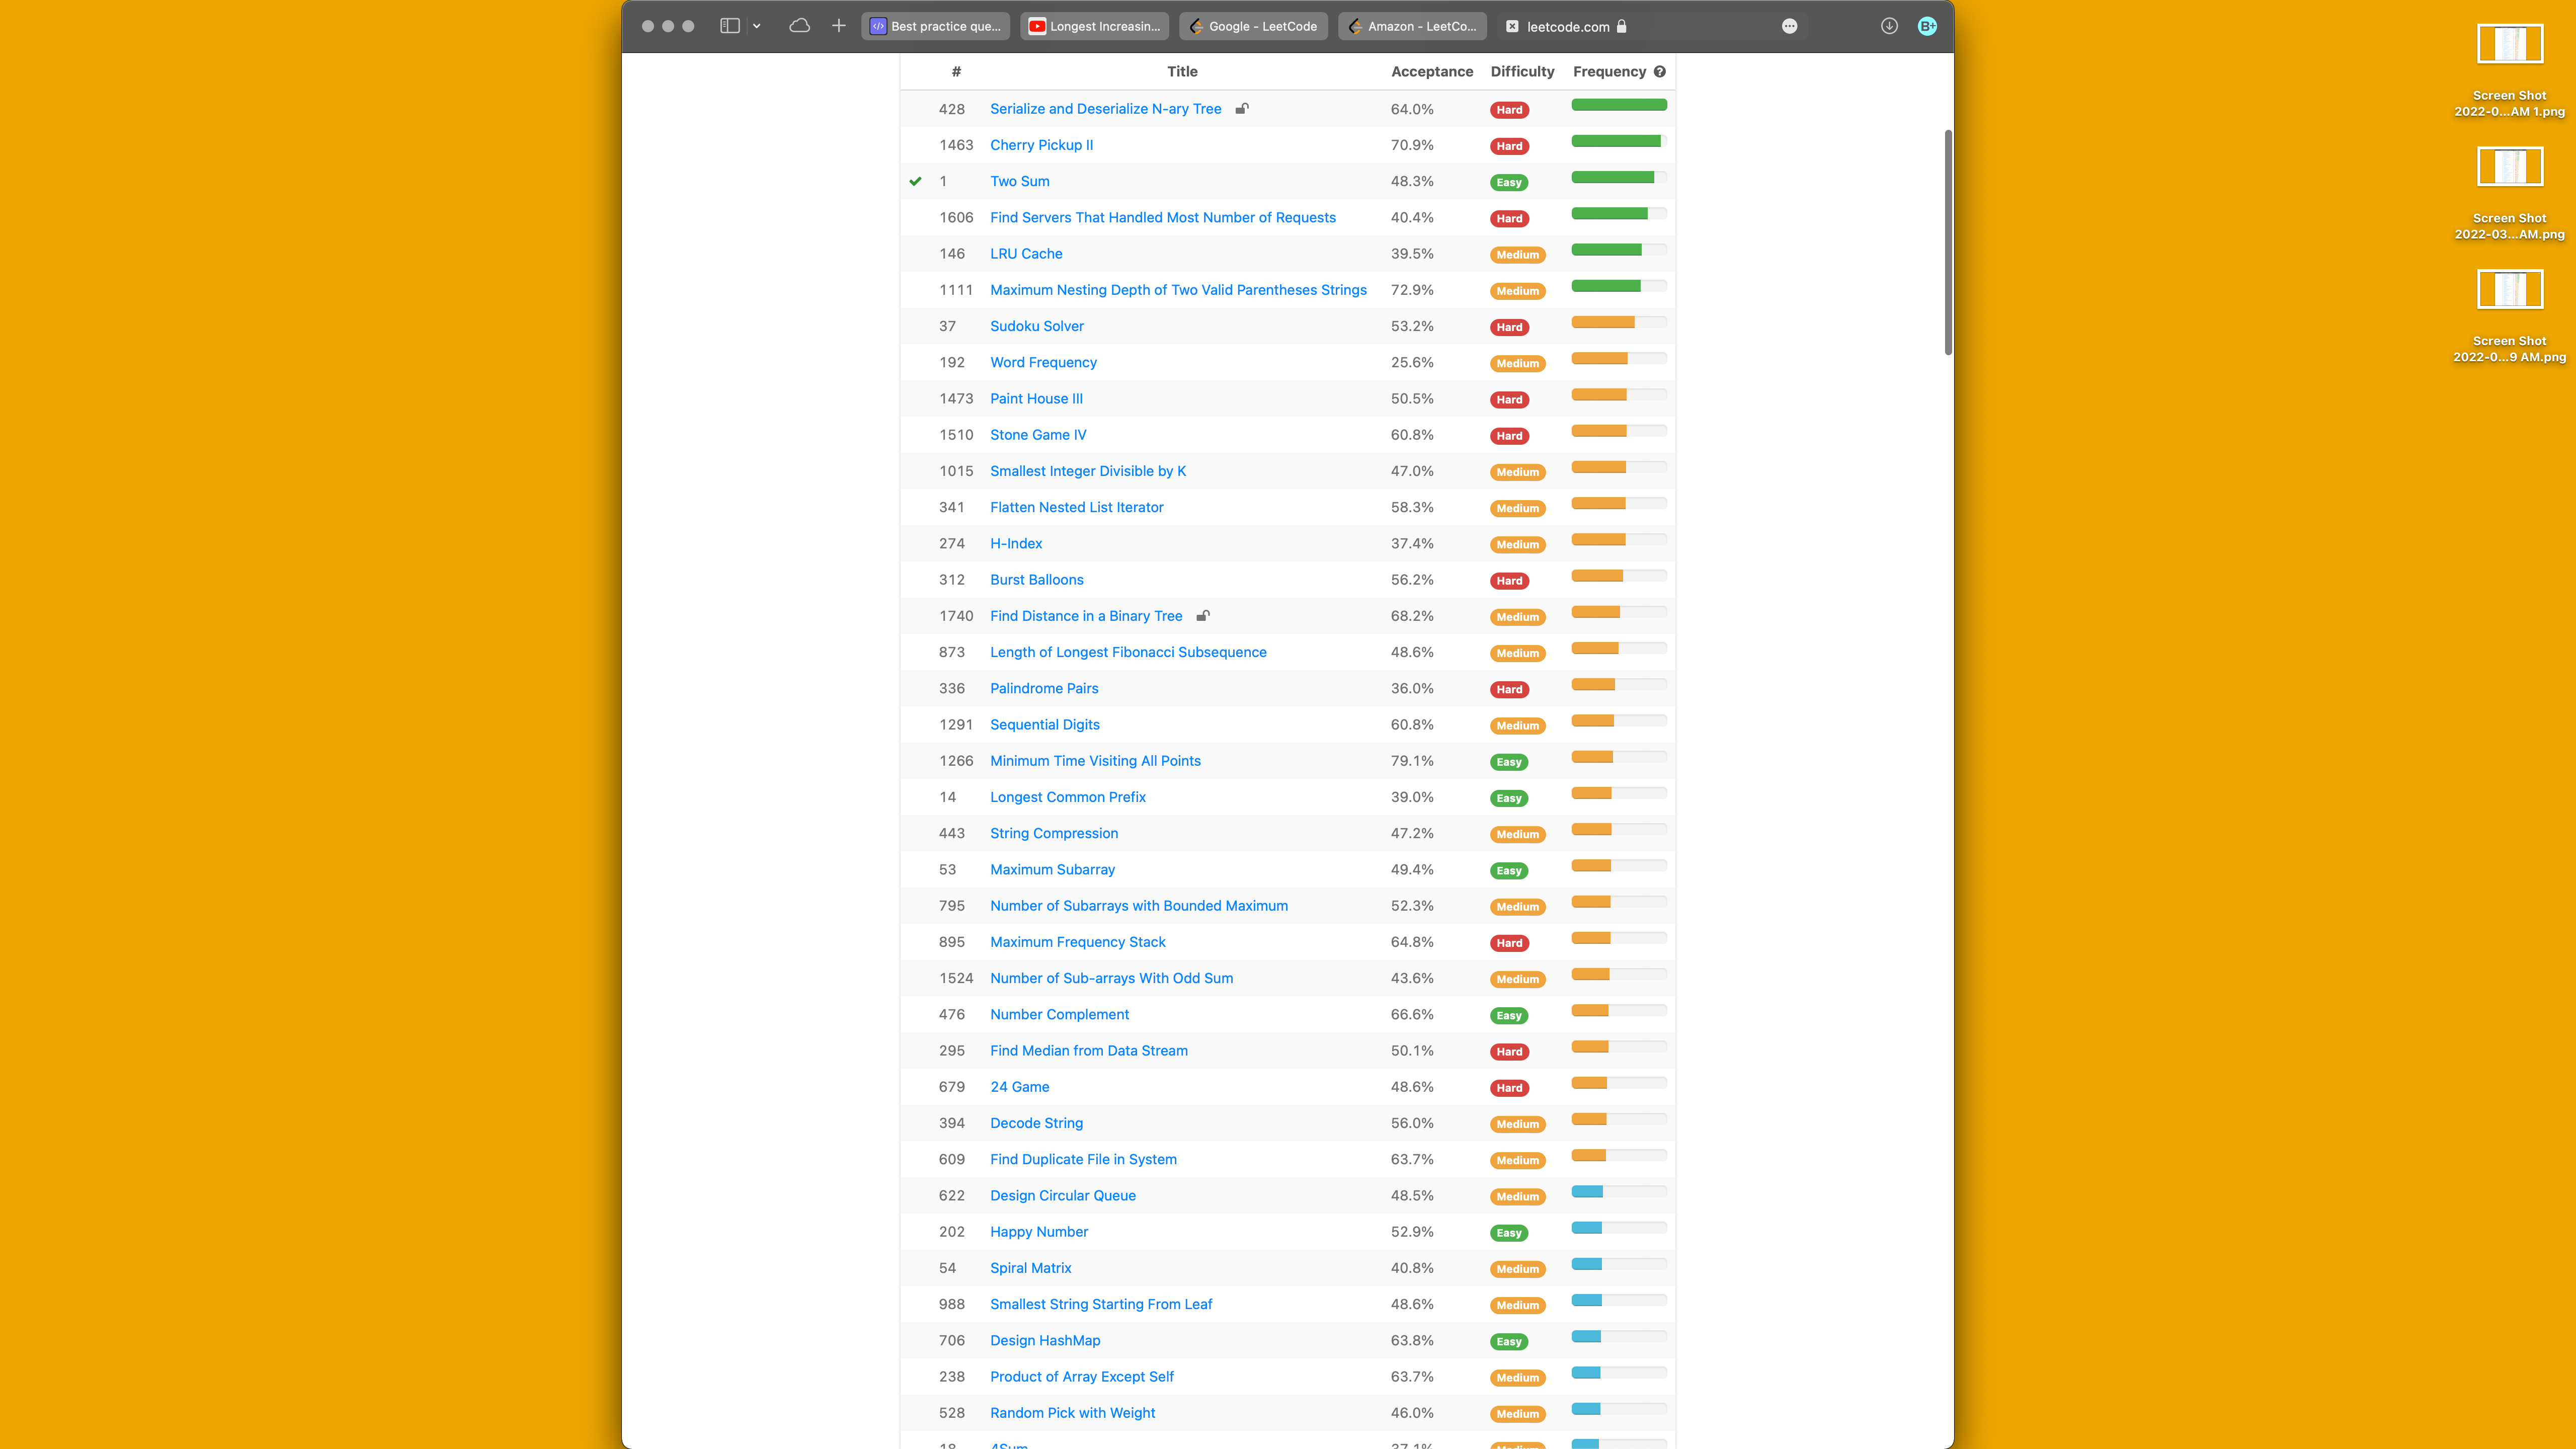 Best practice que...
Longest Increasin...
Google - LeetCode
Amazon - LeetCo...
leetcode.com
B+
# Title Acceptance Difficulty Frequency
428 Serialize and Deserialize N-ary Tree 64.0% Hard
1463 Cherry Pickup II 70.9% Hard
1 Two Sum 48.3% Easy
1606 Find Servers That Handled Most Number of Requests 40.4% Hard
146 LRU Cache 39.5% Medium
1111 Maximum Nesting Depth of Two Valid Parentheses Strings 72.9% Medium
37 Sudoku Solver 53.2% Hard
192 Word Frequency 25.6% Medium
1473 Paint House III 50.5% Hard
1510 Stone Game IV 60.8% Hard
1015 Smallest Integer Divisible by K 47.0% Medium
341 Flatten Nested List Iterator 58.3% Medium
274 H-Index 37.4% Medium
312 Burst Balloons 56.2% Hard
1740 Find Distance in a Binary Tree 68.2% Medium
873 Length of Longest Fibonacci Subsequence 48.6% Medium
336 Palindrome Pairs 36.0% Hard
1291 Sequential Digits 60.8% Medium
1266 Minimum Time Visiting All Points 79.1% Easy
14 Longest Common Prefix 39.0% Easy
443 String Compression 47.2% Medium
53 Maximum Subarray 49.4% Easy
795 Number of Subarrays with Bounded Maximum 52.3% Medium
895 Maximum Frequency Stack 64.8% Hard
1524 Number of Sub-arrays With Odd Sum 43.6% Medium
476 Number Complement 66.6% Easy
295 Find Median from Data Stream 50.1% Hard
679 24 Game 48.6% Hard
394 Decode String 56.0% Medium
609 Find Duplicate File in System 63.7% Medium
622 Design Circular Queue 48.5% Medium
202 Happy Number 52.9% Easy
54 Spiral Matrix 40.8% Medium
988 Smallest String Starting From Leaf 48.6% Medium
706 Design HashMap 63.8% Easy
238 Product of Array Except Self 63.7% Medium
528 Random Pick with Weight 46.0% Medium
18 4Sum 37.1% Medium
Screen Shot
2022-0...AM 1.png
Screen Shot
2022-03...AM.png
Screen Shot
2022-0...9 AM.png